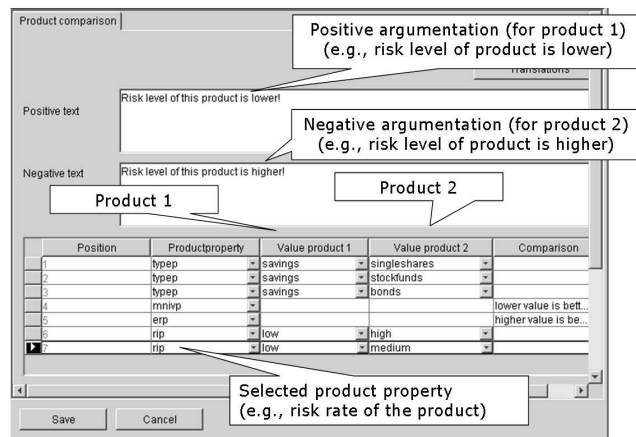 Product comparison
Positive argumentation (for product 1)
(e.g., risk level of product is lower)
Translations
Positive text
Risk level of this product is lower!
Negative argumentation (for product 2)
(e.g., risk level of product is higher)
Negative text
Risk level of this product is higher!
Product 1
Product 2
Position Productproperty Value product 1 Value product 2 Comparison
1 typep savings singleshares
2 typep savings stockfunds
3 typep savings bonds
4 mnivp lower value is bett...
5 erp higher value is be...
6 rip low high
7 rip low medium
Selected product property
(e.g., risk rate of the product)
Save Cancel